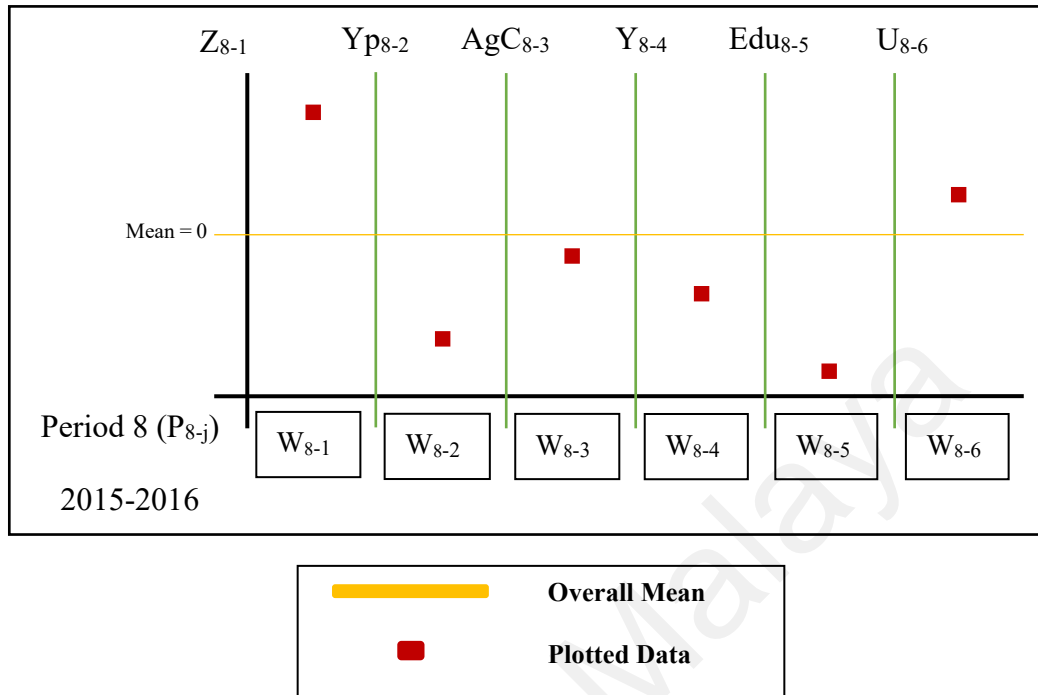 Z₈₋₁ Yp₈₋₂ AgC₈₋₃ Y₈₋₄ Edu₈₋₅ U₈₋₆
Mean = 0
Period 8 (P₈₋ⱼ) W₈₋₁ W₈₋₂ W₈₋₃ W₈₋₄ W₈₋₅ W₈₋₆
2015-2016
Overall Mean
Plotted Data
Malaya